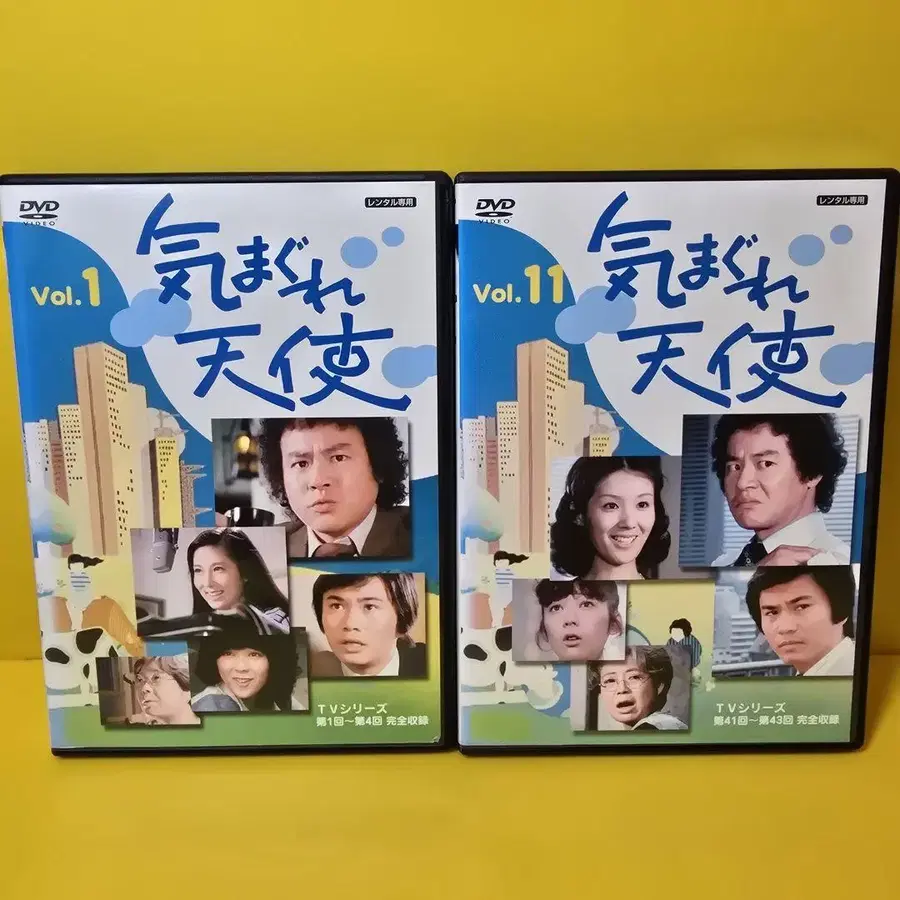 DVD
VIDEO
レンタル専用
Vol.1
気まぐれ
天使
TVシリーズ
第1回～第4回 完全収録
DVD
VIDEO
レンタル専用
Vol.11
気まぐれ
天使
TVシリーズ
第41回～第43回 完全収録